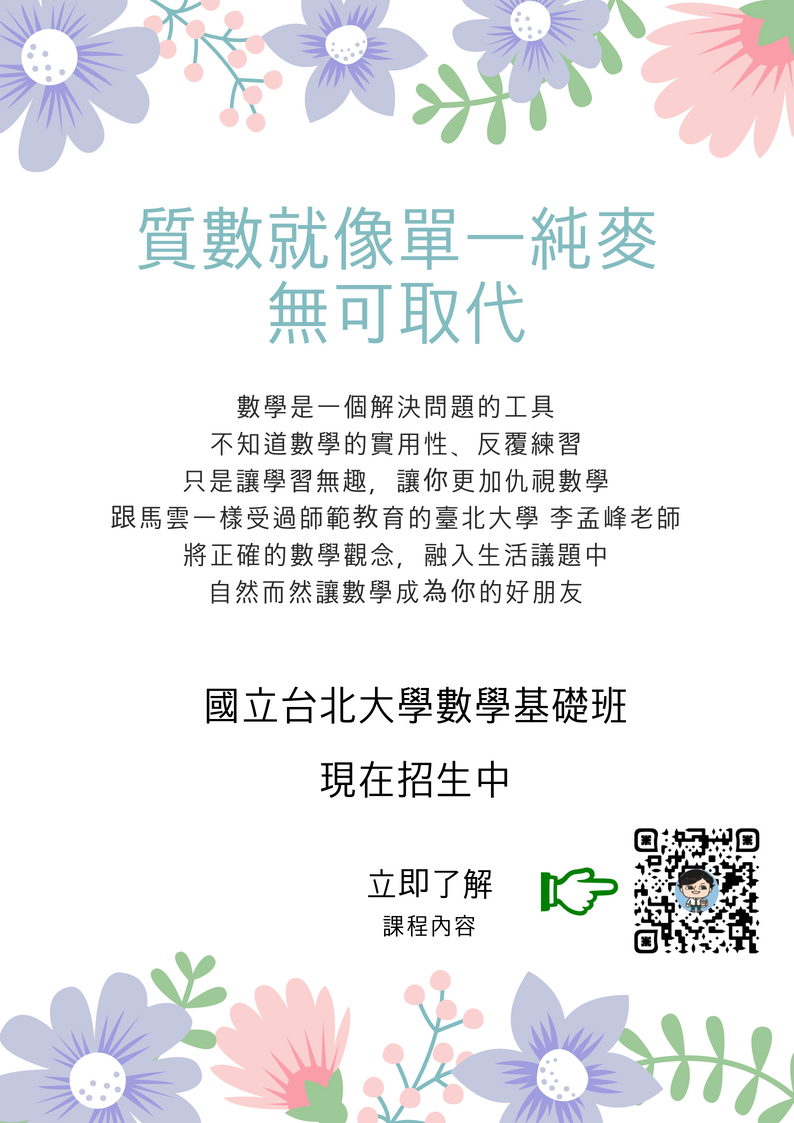 質數就像單一純麥
無可取代
數學是一個解決問題的工具
不知道數學的實用性、反覆練習
只是讓學習無趣，讓你更加仇視數學
跟馬雲一樣受過師範教育的臺北大學 李孟峰老師
將正確的數學觀念，融入生活議題中
自然而然讓數學成為你的好朋友
國立台北大學數學基礎班
現在招生中
立即了解
課程內容